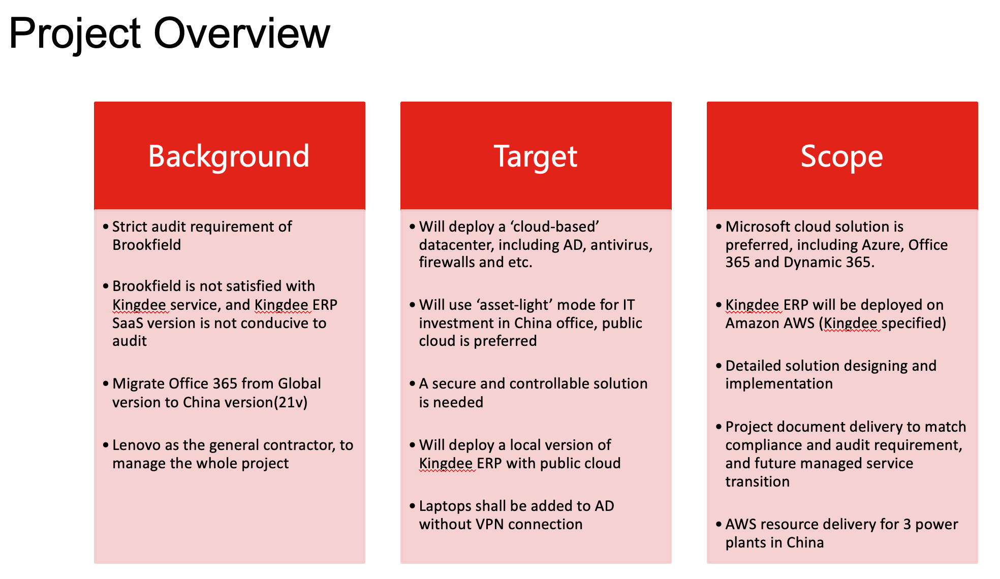 Project Overview
Background
• Strict audit requirement of
Brookfield
• Brookfield is not satisfied with
Kingdee service, and Kingdee ERP
SaaS version is not conducive to
audit
• Migrate Office 365 from Global
version to China version(21v)
• Lenovo as the general contractor, to
manage the whole project
Target
• Will deploy a ‘cloud-based’
datacenter, including AD, antivirus,
firewalls and etc.
• Will use ‘asset-light’ mode for IT
investment in China office, public
cloud is preferred
• A secure and controllable solution
is needed
• Will deploy a local version of
Kingdee ERP with public cloud
• Laptops shall be added to AD
without VPN connection
Scope
• Microsoft cloud solution is
preferred, including Azure, Office
365 and Dynamic 365.
• Kingdee ERP will be deployed on
Amazon AWS (Kingdee specified)
• Detailed solution designing and
implementation
• Project document delivery to match
compliance and audit requirement,
and future managed service
transition
• AWS resource delivery for 3 power
plants in China